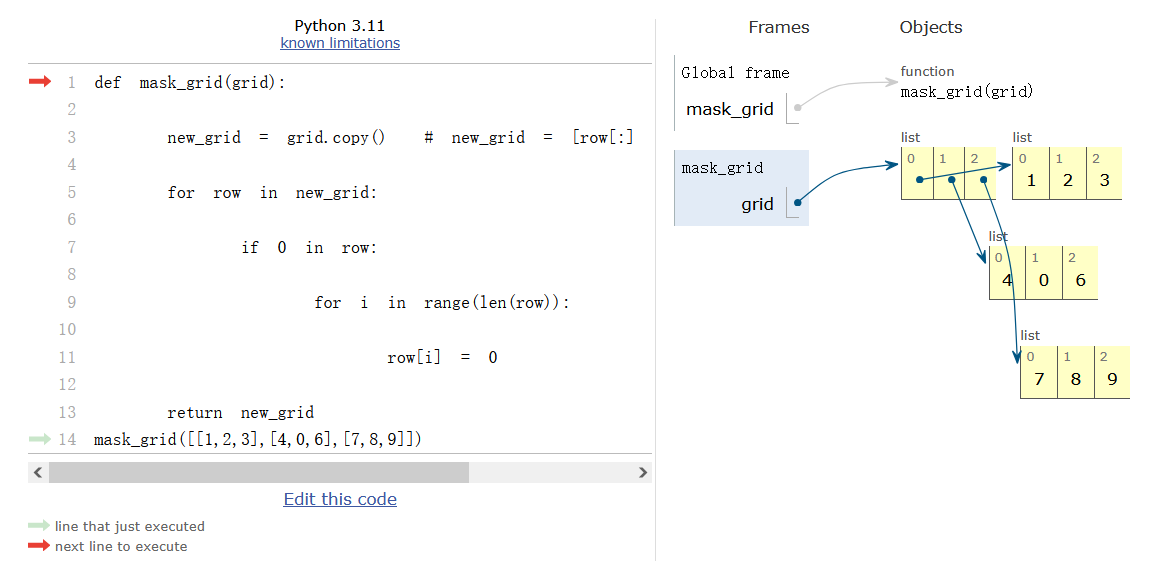 Python 3.11
known limitations
1 def mask_grid(grid):
2
3 new_grid = grid.copy() # new_grid = [row[:]
4
5 for row in new_grid:
6
7 if 0 in row:
8
9 for i in range(len(row)):
10
11 row[i] = 0
12
13 return new_grid
14 mask_grid([[1,2,3],[4,0,6],[7,8,9]])
Edit this code
line that just executed
next line to execute
Frames Objects
Global frame
mask_grid
function
mask_grid(grid)
mask_grid
grid
list
0 1 2
list
0 1 2
1 2 3
list
0 1 2
4 0 6
list
0 1 2
7 8 9